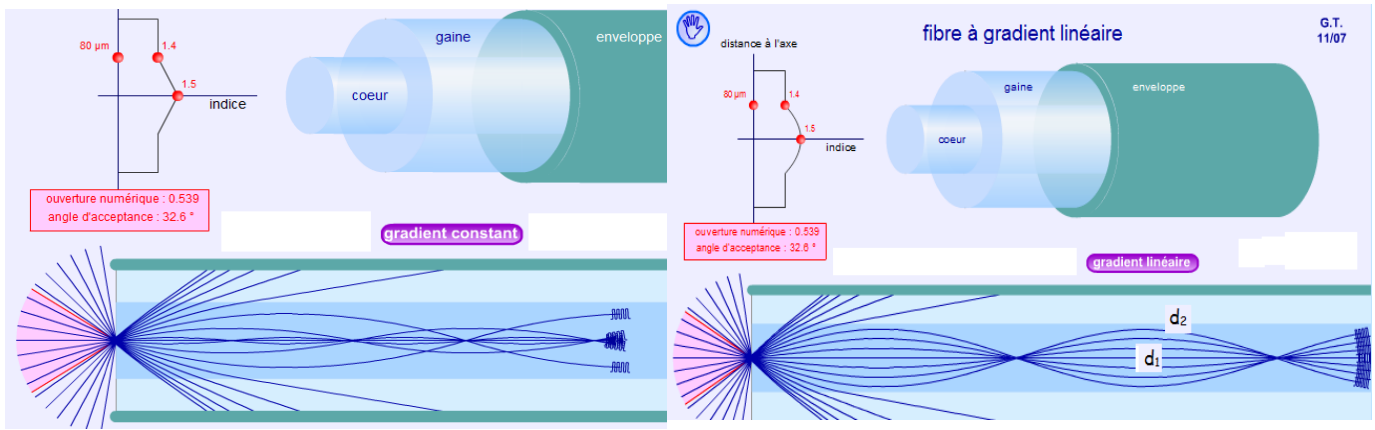 80 µm
1.4
1.5
indice
gaine
enveloppe
coeur
ouverture numérique : 0.539
angle d'acceptance : 32.6 °
gradient constant
fibre à gradient linéaire
G.T.
11/07
distance à l'axe
80 µm
1.4
1.5
indice
gaine
enveloppe
coeur
ouverture numérique : 0.539
angle d'acceptance : 32.6 °
gradient linéaire
d₂
d₁